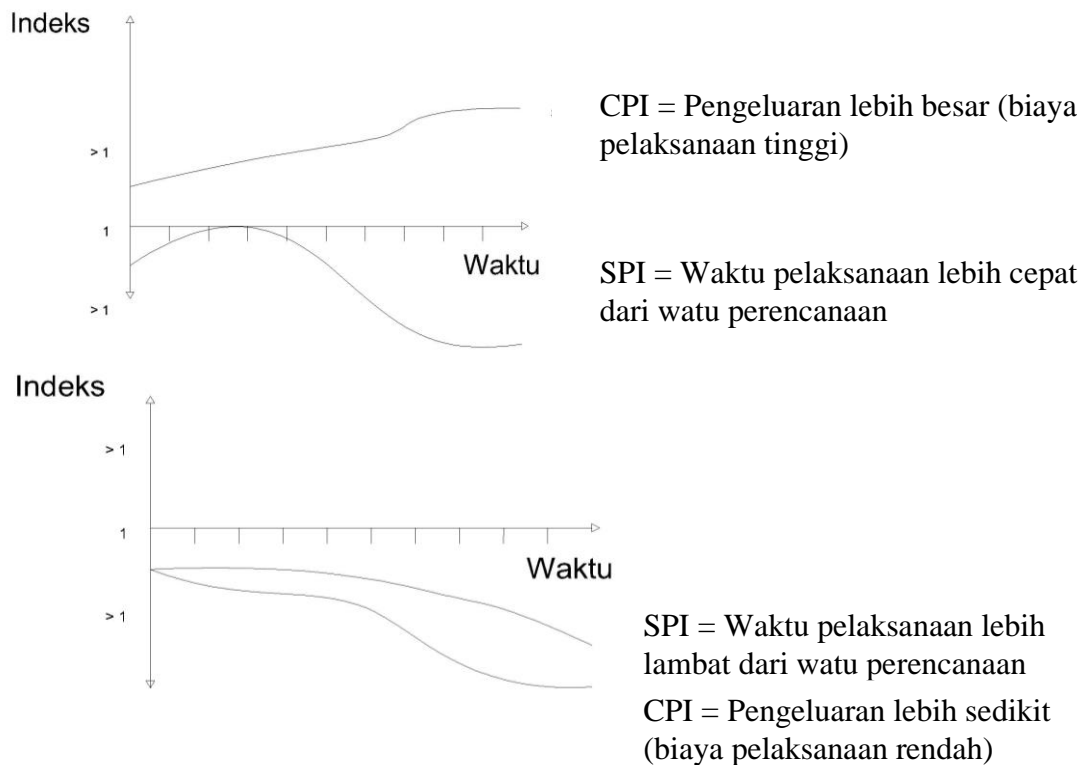 Indeks
> 1
1
> 1
Waktu
CPI = Pengeluaran lebih besar (biaya
pelaksanaan tinggi)
SPI = Waktu pelaksanaan lebih cepat
dari watu perencanaan
Indeks
> 1
1
> 1
Waktu
SPI = Waktu pelaksanaan lebih
lambat dari watu perencanaan
CPI = Pengeluaran lebih sedikit
(biaya pelaksanaan rendah)